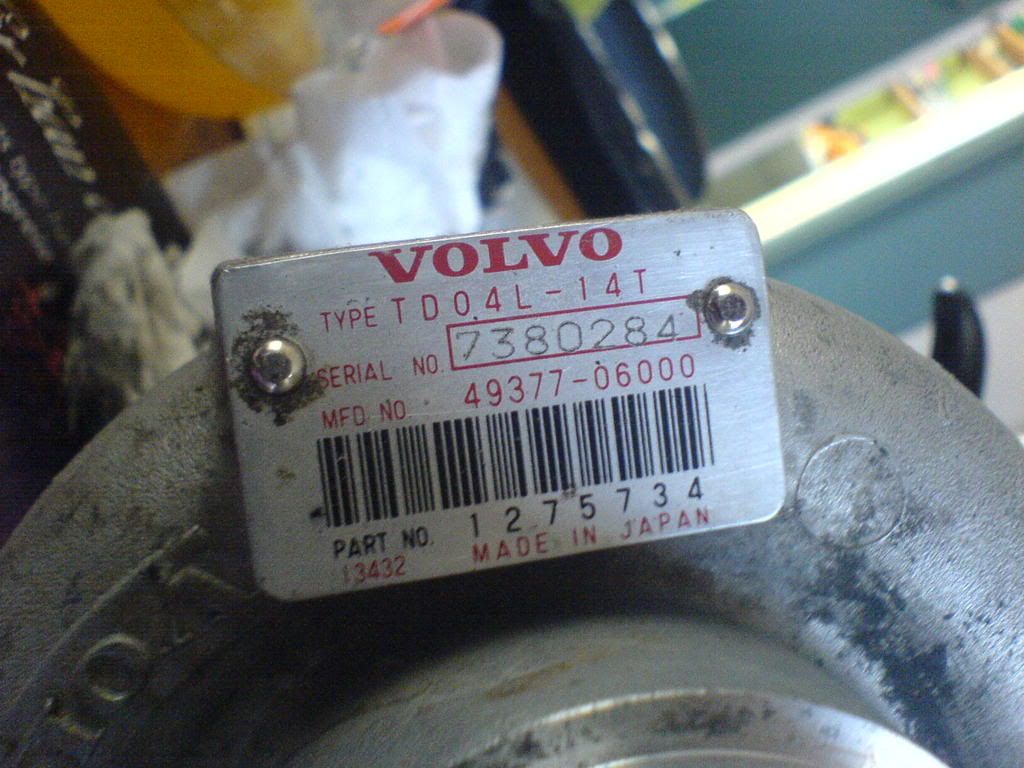 VOLVO
TYPE TD04L-14T
SERIAL NO. 7380284
MFD NO 49377-06000
PART NO. 1275734
13432 MADE IN JAPAN